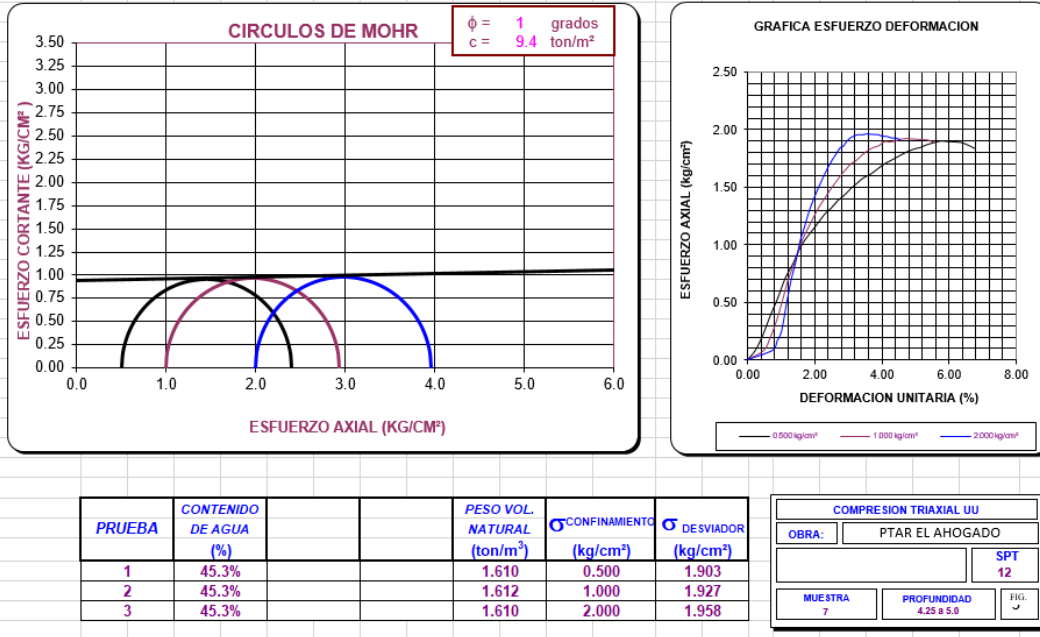 CIRCULOS DE MOHR
ϕ = 1 grados
c = 9.4 ton/m²
ESFUERZO CORTANTE (KG/CM²)
3.50
3.25
3.00
2.75
2.50
2.25
2.00
1.75
1.50
1.25
1.00
0.75
0.50
0.25
0.00
0.0 1.0 2.0 3.0 4.0 5.0 6.0
ESFUERZO AXIAL (KG/CM²)
GRAFICA ESFUERZO DEFORMACION
ESFUERZO AXIAL (kg/cm²)
2.50
2.00
1.50
1.00
0.50
0.00
0.00 2.00 4.00 6.00 8.00
DEFORMACION UNITARIA (%)
0.500 kg/cm² 1.000 kg/cm² 2.000 kg/cm²
PRUEBA CONTENIDO DE AGUA (%) PESO VOL. NATURAL (ton/m³) σ CONFINAMIENTO (kg/cm²) σ DESVIADOR (kg/cm²)
1 45.3% 1.610 0.500 1.903
2 45.3% 1.612 1.000 1.927
3 45.3% 1.610 2.000 1.958
COMPRESION TRIAXIAL UU
OBRA: PTAR EL AHOGADO
SPT
12
MUESTRA
7
PROFUNDIDAD
4.25 a 5.0
FIG.